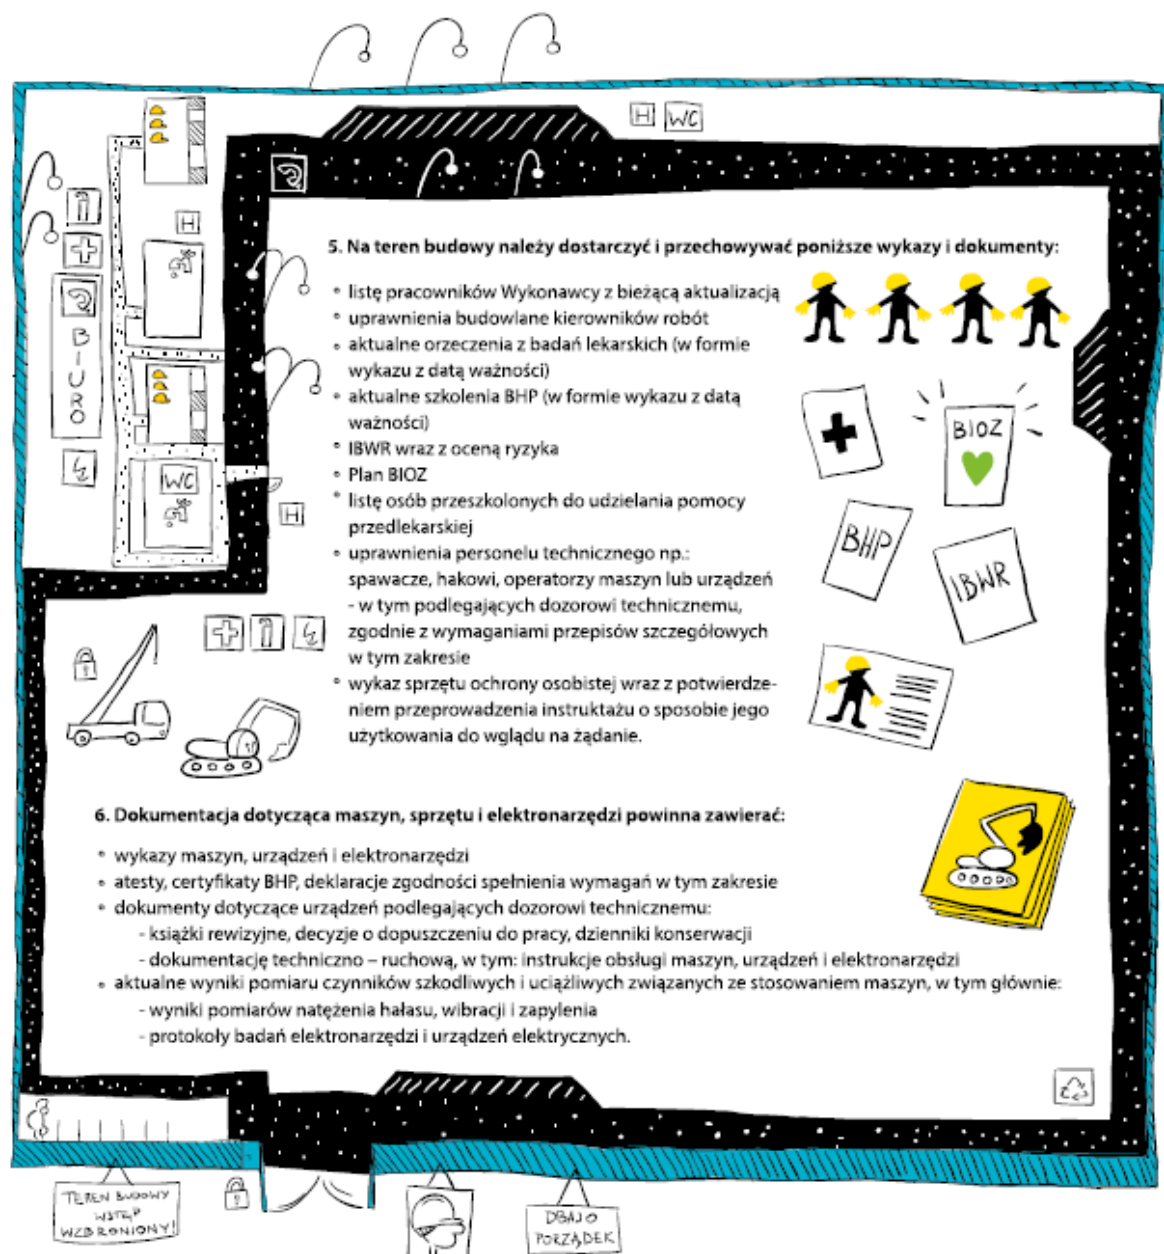 H WC
H
BIURO
WC
H
5. Na teren budowy należy dostarczyć i przechowywać poniższe wykazy i dokumenty:
° listę pracowników Wykonawcy z bieżącą aktualizacją
° uprawnienia budowlane kierowników robót
° aktualne orzeczenia z badań lekarskich (w formie
wykazu z datą ważności)
° aktualne szkolenia BHP (w formie wykazu z datą
ważności)
° IBWR wraz z oceną ryzyka
° Plan BIOZ
° listę osób przeszkolonych do udzielania pomocy
przedlekarskiej
° uprawnienia personelu technicznego np.:
spawacze, hakowi, operatorzy maszyn lub urządzeń
- w tym podlegających dozorowi technicznemu,
zgodnie z wymaganiami przepisów szczegółowych
w tym zakresie
° wykaz sprzętu ochrony osobistej wraz z potwierdze-
niem przeprowadzenia instruktażu o sposobie jego
użytkowania do wglądu na żądanie.
BIOZ
BHP
IBWR
6. Dokumentacja dotycząca maszyn, sprzętu i elektronarzędzi powinna zawierać:
° wykazy maszyn, urządzeń i elektronarzędzi
° atesty, certyfikaty BHP, deklaracje zgodności spełnienia wymagań w tym zakresie
° dokumenty dotyczące urządzeń podlegających dozorowi technicznemu:
- książki rewizyjne, decyzje o dopuszczeniu do pracy, dzienniki konserwacji
- dokumentację techniczno – ruchową, w tym: instrukcje obsługi maszyn, urządzeń i elektronarzędzi
° aktualne wyniki pomiaru czynników szkodliwych i uciążliwych związanych ze stosowaniem maszyn, w tym głównie:
- wyniki pomiarów natężenia hałasu, wibracji i zapylenia
- protokoły badań elektronarzędzi i urządzeń elektrycznych.
TEREN BUDOWY
WSTĘP
WZBRONIONY!
DBAJ O
PORZĄDEK